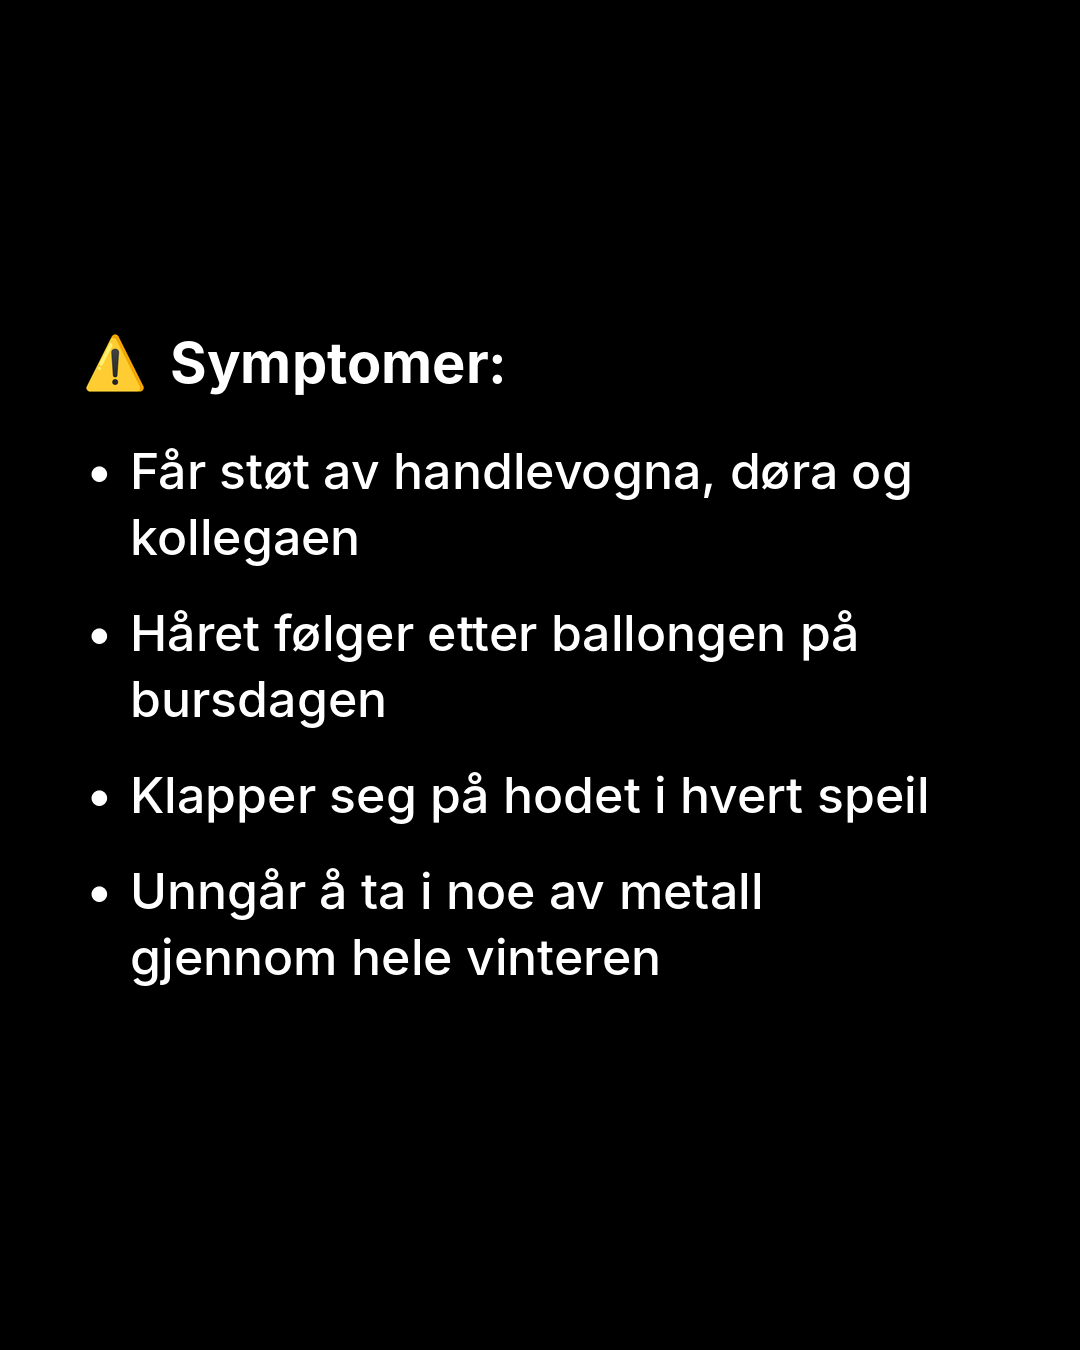 ⚠️ Symptomer:
• Får støt av handlevogna, døra og
kollegaen
• Håret følger etter ballongen på
bursdagen
• Klapper seg på hodet i hvert speil
• Unngår å ta i noe av metall
gjennom hele vinteren